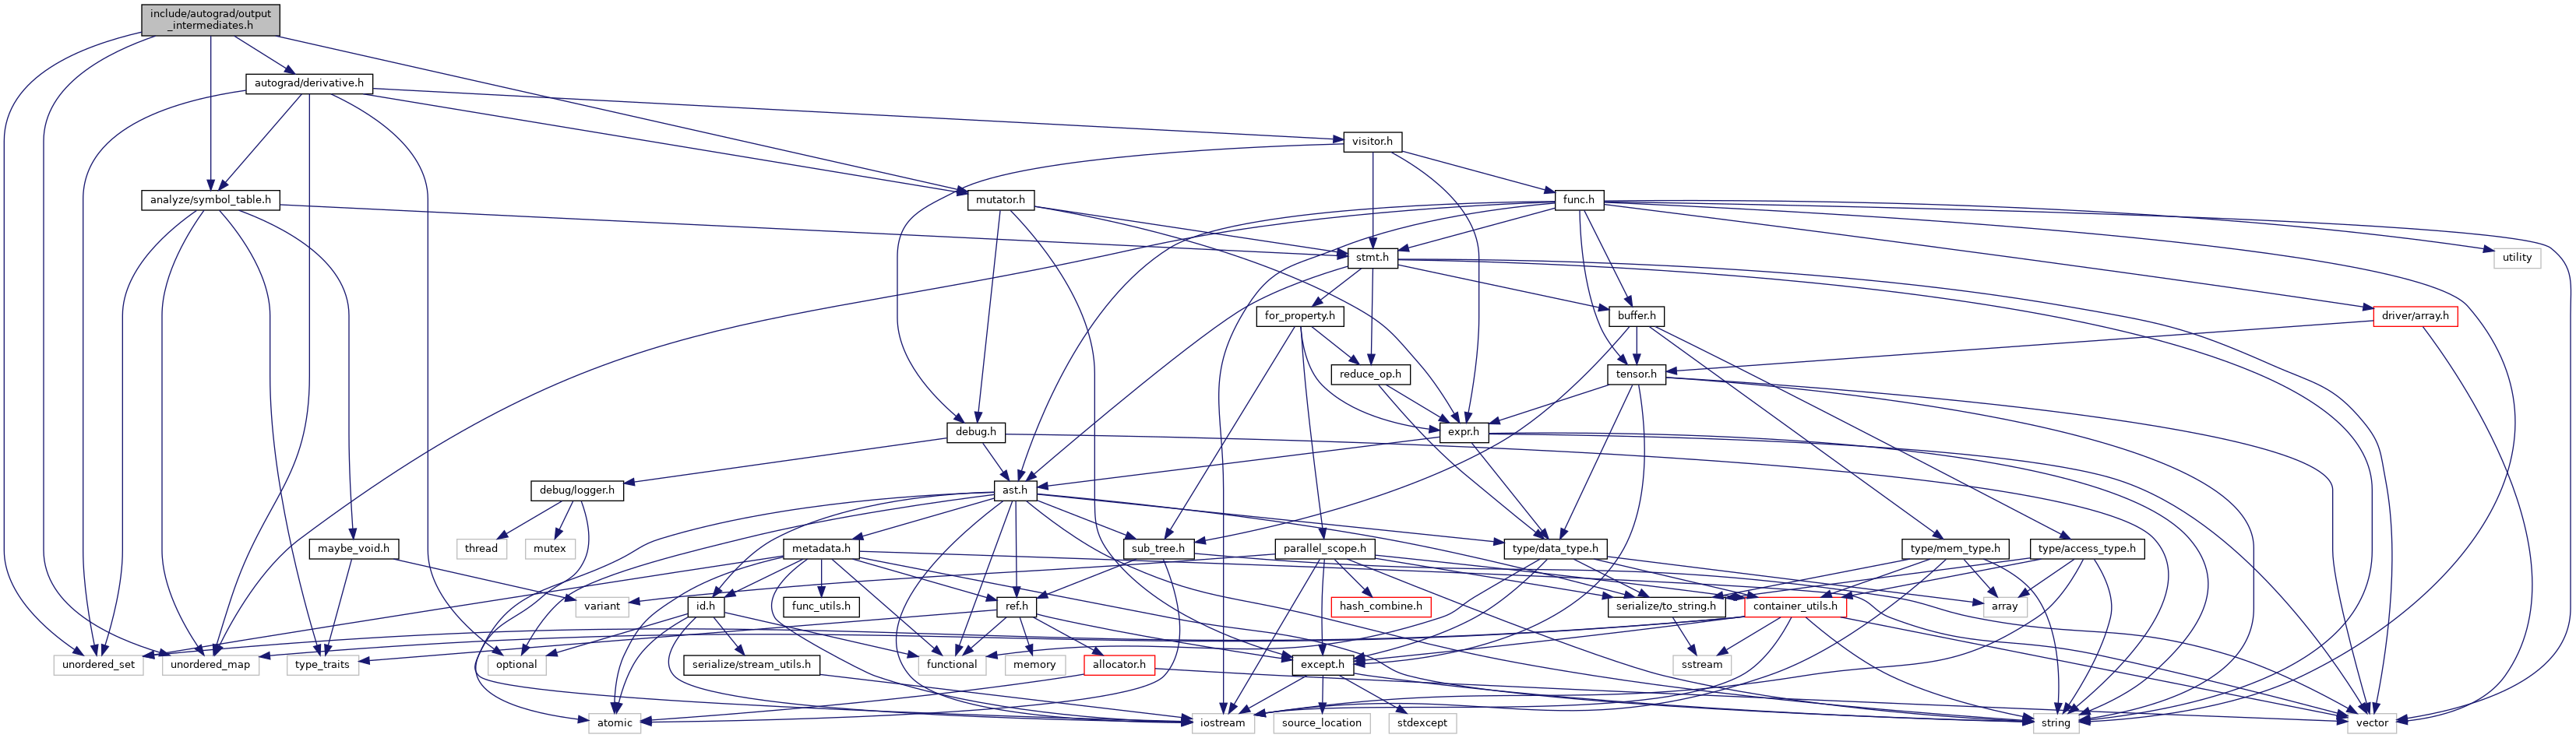 include/autograd/output
_intermediates.h
autograd/derivative.h
visitor.h
analyze/symbol_table.h
mutator.h
func.h
stmt.h
utility
for_property.h
buffer.h
driver/array.h
reduce_op.h
tensor.h
debug.h
expr.h
debug/logger.h
ast.h
thread
mutex
maybe_void.h
metadata.h
sub_tree.h
parallel_scope.h
type/data_type.h
type/mem_type.h
type/access_type.h
variant
id.h
func_utils.h
ref.h
hash_combine.h
serialize/to_string.h
container_utils.h
array
unordered_set
unordered_map
type_traits
optional
serialize/stream_utils.h
functional
memory
allocator.h
except.h
sstream
atomic
iostream
source_location
stdexcept
string
vector